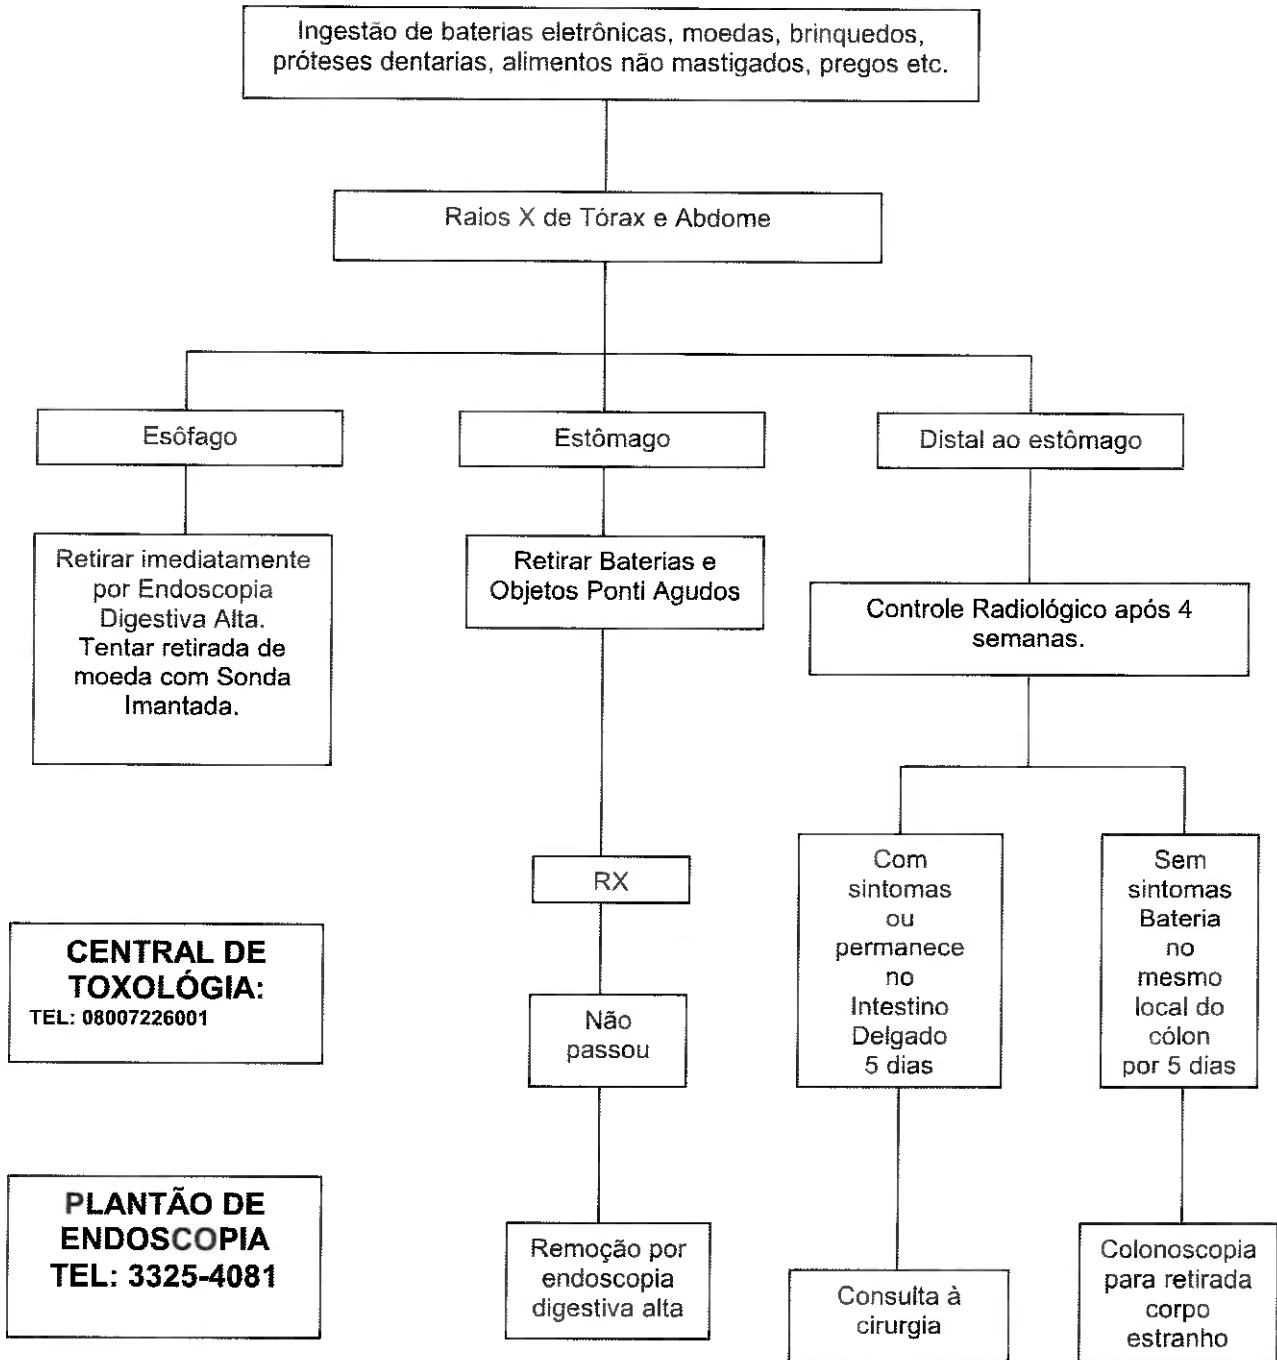 Ingestão de baterias eletrônicas, moedas, brinquedos,
próteses dentarias, alimentos não mastigados, pregos etc.
Raios X de Tórax e Abdome
Esôfago
Estômago
Distal ao estômago
Retirar imediatamente
por Endoscopia
Digestiva Alta.
Tentar retirada de
moeda com Sonda
Imantada.
Retirar Baterias e
Objetos Ponti Agudos
Controle Radiológico após 4
semanas.
RX
Com
sintomas
ou
permanece
no
Intestino
Delgado
5 dias
Sem
sintomas
Bateria
no
mesmo
local do
cólon
por 5 dias
CENTRAL DE
TOXOLÓGIA:
TEL: 08007226001
Não
passou
PLANTÃO DE
ENDOSCOPIA
TEL: 3325-4081
Remoção por
endoscopia
digestiva alta
Consulta à
cirurgia
Colonoscopia
para retirada
corpo
estranho